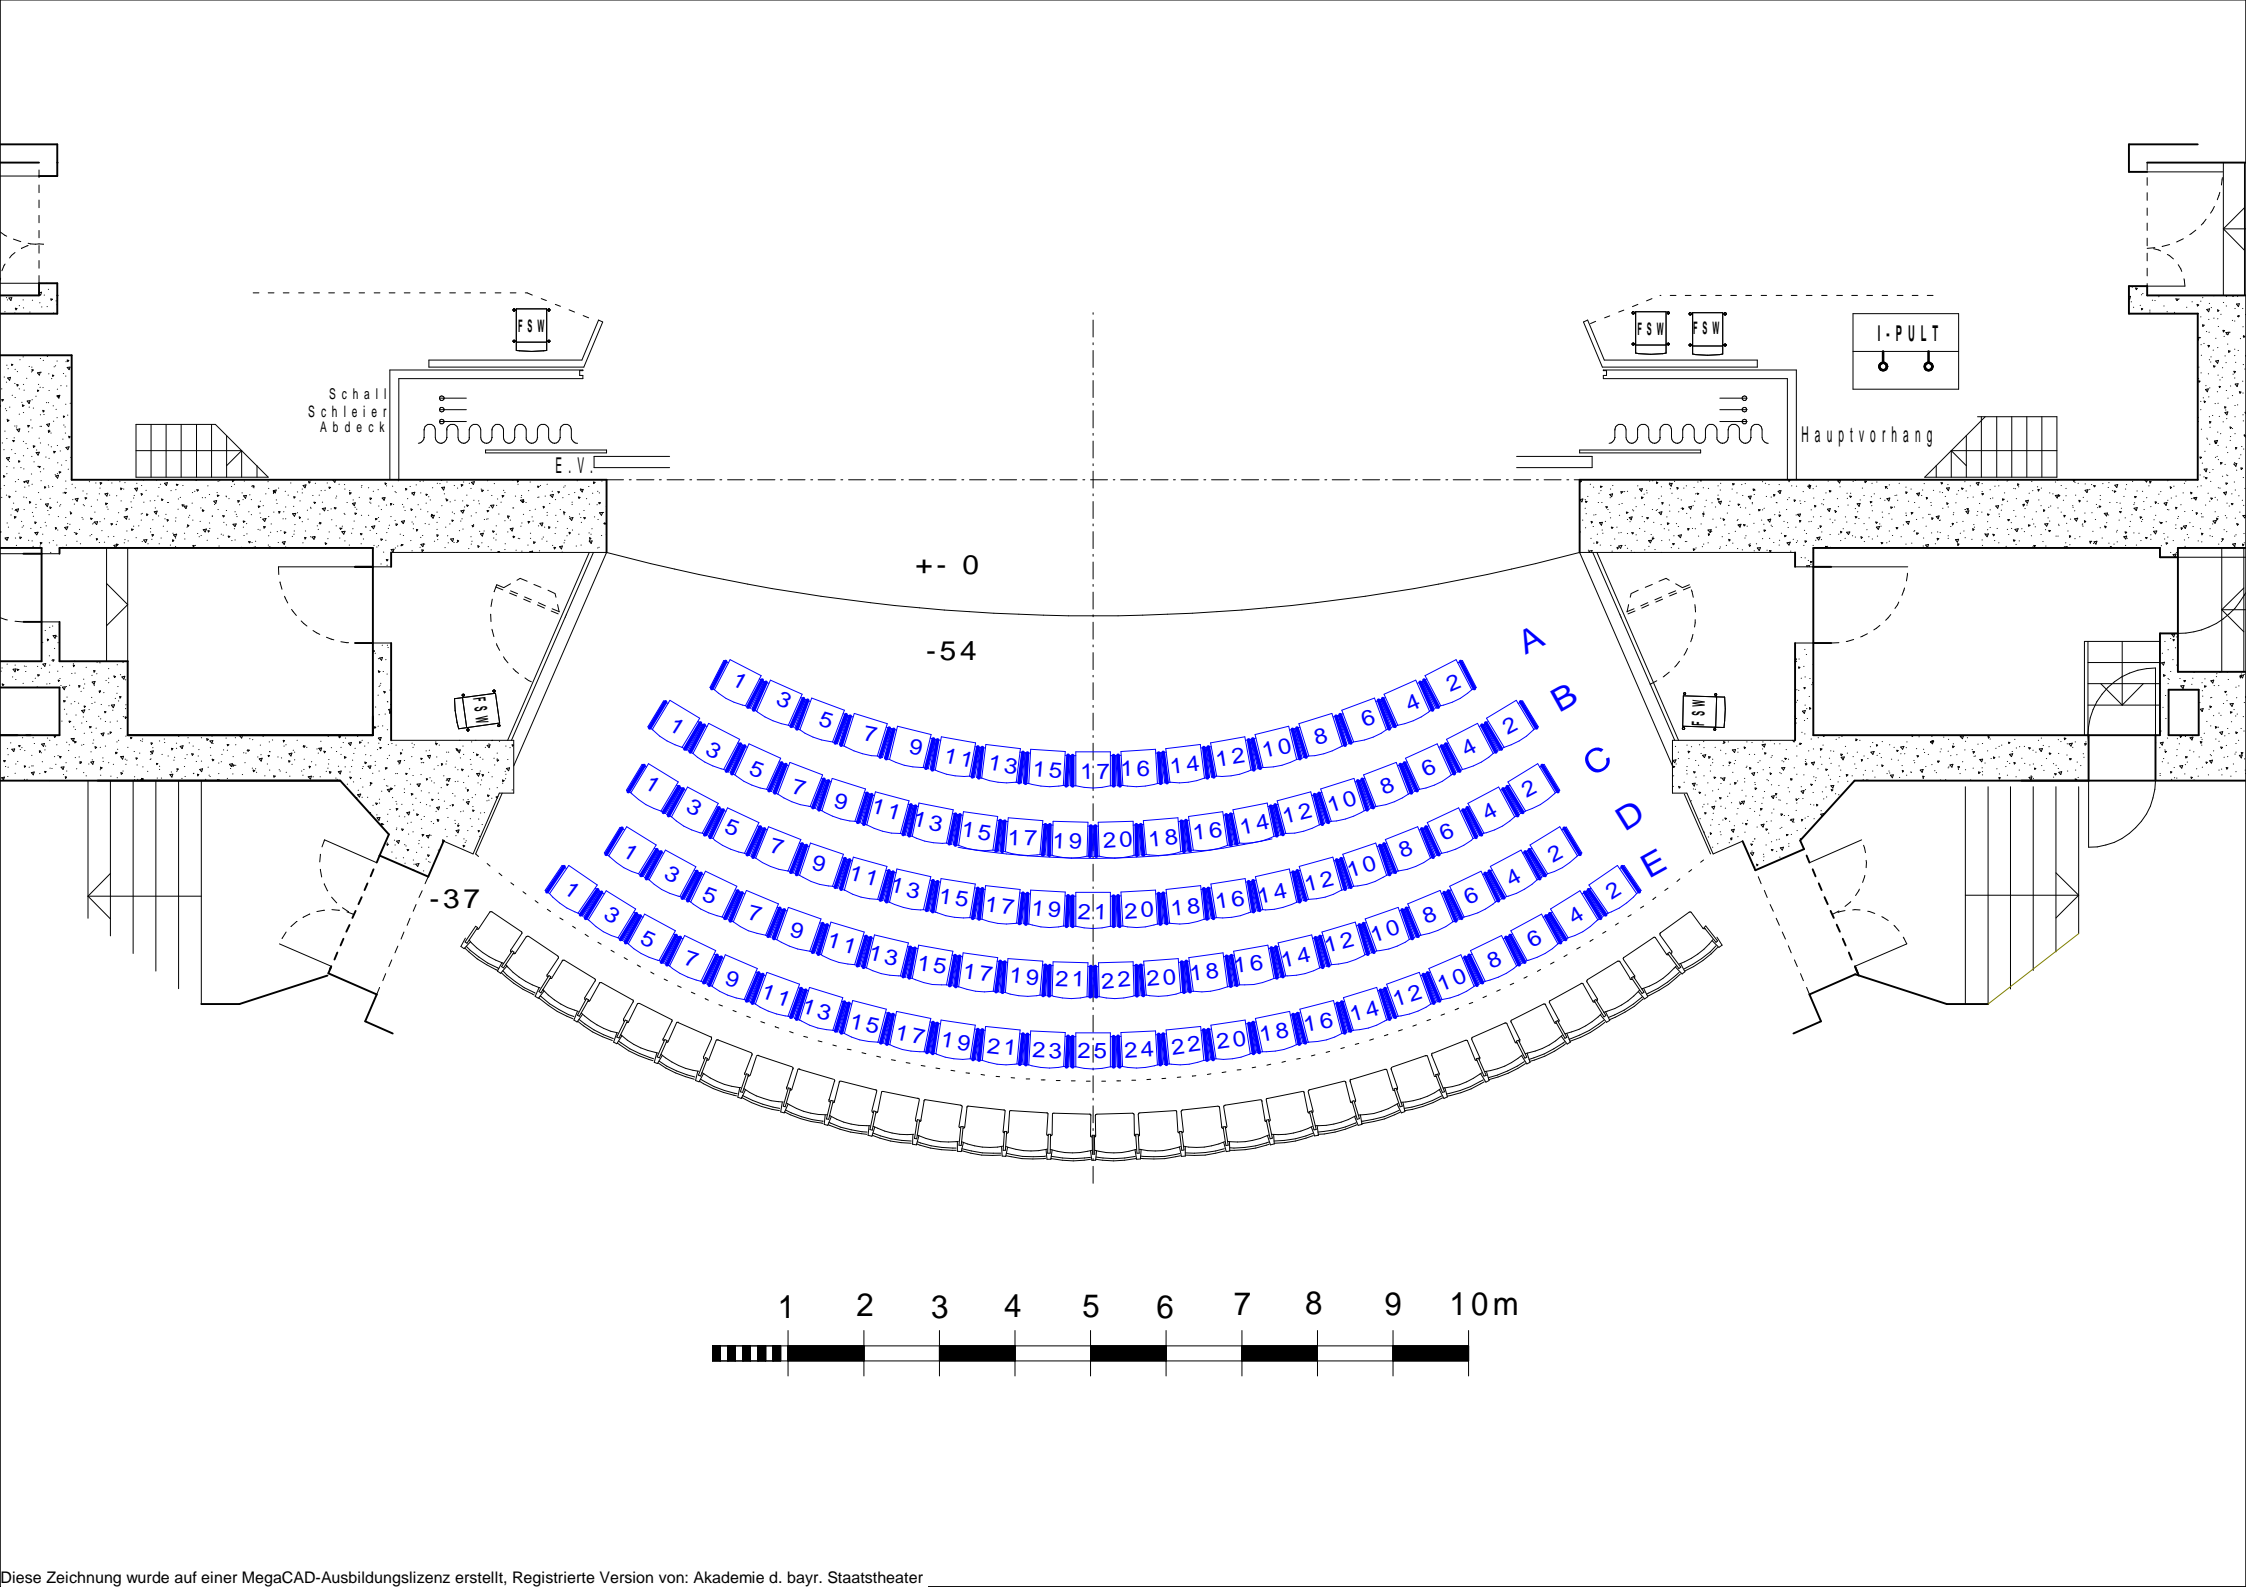 FSW
FSW FSW
I-PULT
Schall
Schleier
Abdeck
E.V.
Hauptvorhang
+- 0
-54
FSW
FSW
-37
A
1 3 5 7 9 11 13 15 17 16 14 12 10 8 6 4 2
B
1 3 5 7 9 11 13 15 17 19 20 18 16 14 12 10 8 6 4 2
C
1 3 5 7 9 11 13 15 17 19 21 20 18 16 14 12 10 8 6 4 2
D
1 3 5 7 9 11 13 15 17 19 21 22 20 18 16 14 12 10 8 6 4 2
E
1 3 5 7 9 11 13 15 17 19 21 23 25 24 22 20 18 16 14 12 10 8 6 4 2
1 2 3 4 5 6 7 8 9 10m
Diese Zeichnung wurde auf einer MegaCAD-Ausbildungslizenz erstellt, Registrierte Version von: Akademie d. bayr. Staatstheater